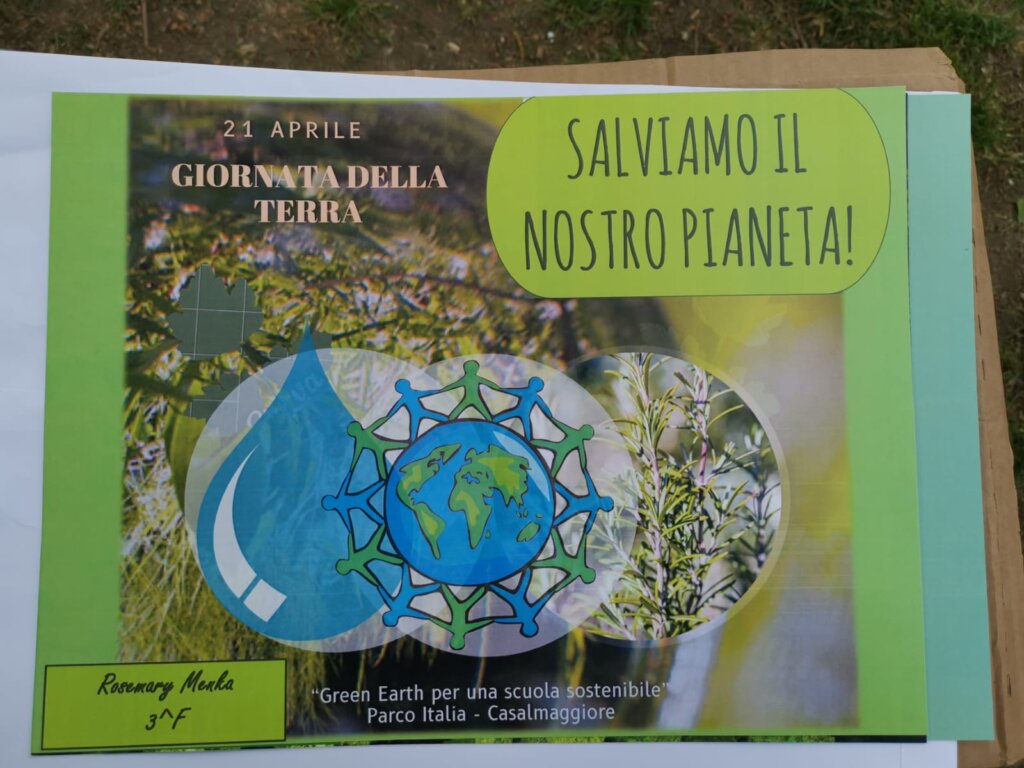 21 APRILE
GIORNATA DELLA
TERRA
SALVIAMO IL
NOSTRO PIANETA!
"Green Earth per una scuola sostenibile"
Parco Italia - Casalmaggiore
Rosemary Menka
3^F